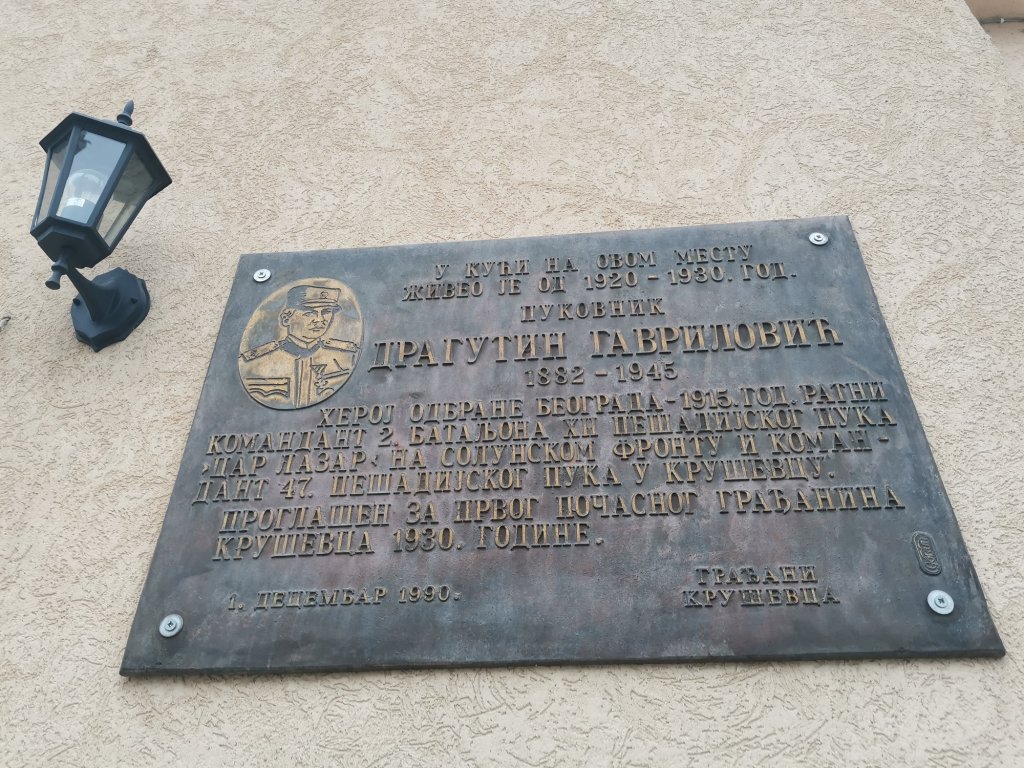 У КУЋИ НА ОВОМ МЕСТУ
ЖИВЕО ЈЕ ОД 1920 - 1930. ГОД.
ПУКОВНИК
ДРАГУТИН ГАВРИЛОВИЋ
1882 - 1945
ХЕРОЈ ОДБРАНЕ БЕОГРАДА - 1915. ГОД. РАТНИ
КОМАНДАНТ 2. БАТАЉОНА XII ПЕШАДИЈСКОГ ПУКА
›ЦАР ЛАЗАР‹ НА СОЛУНСКОМ ФРОНТУ И КОМАН-
ДАНТ 47. ПЕШАДИЈСКОГ ПУКА У КРУШЕВЦУ.
ПРОГЛАШЕН ЗА ПРВОГ ПОЧАСНОГ ГРАЂАНИНА
КРУШЕВЦА 1930. ГОДИНЕ.
1. ДЕЦЕМБАР 1990.
ГРАЂАНИ
КРУШЕВЦА